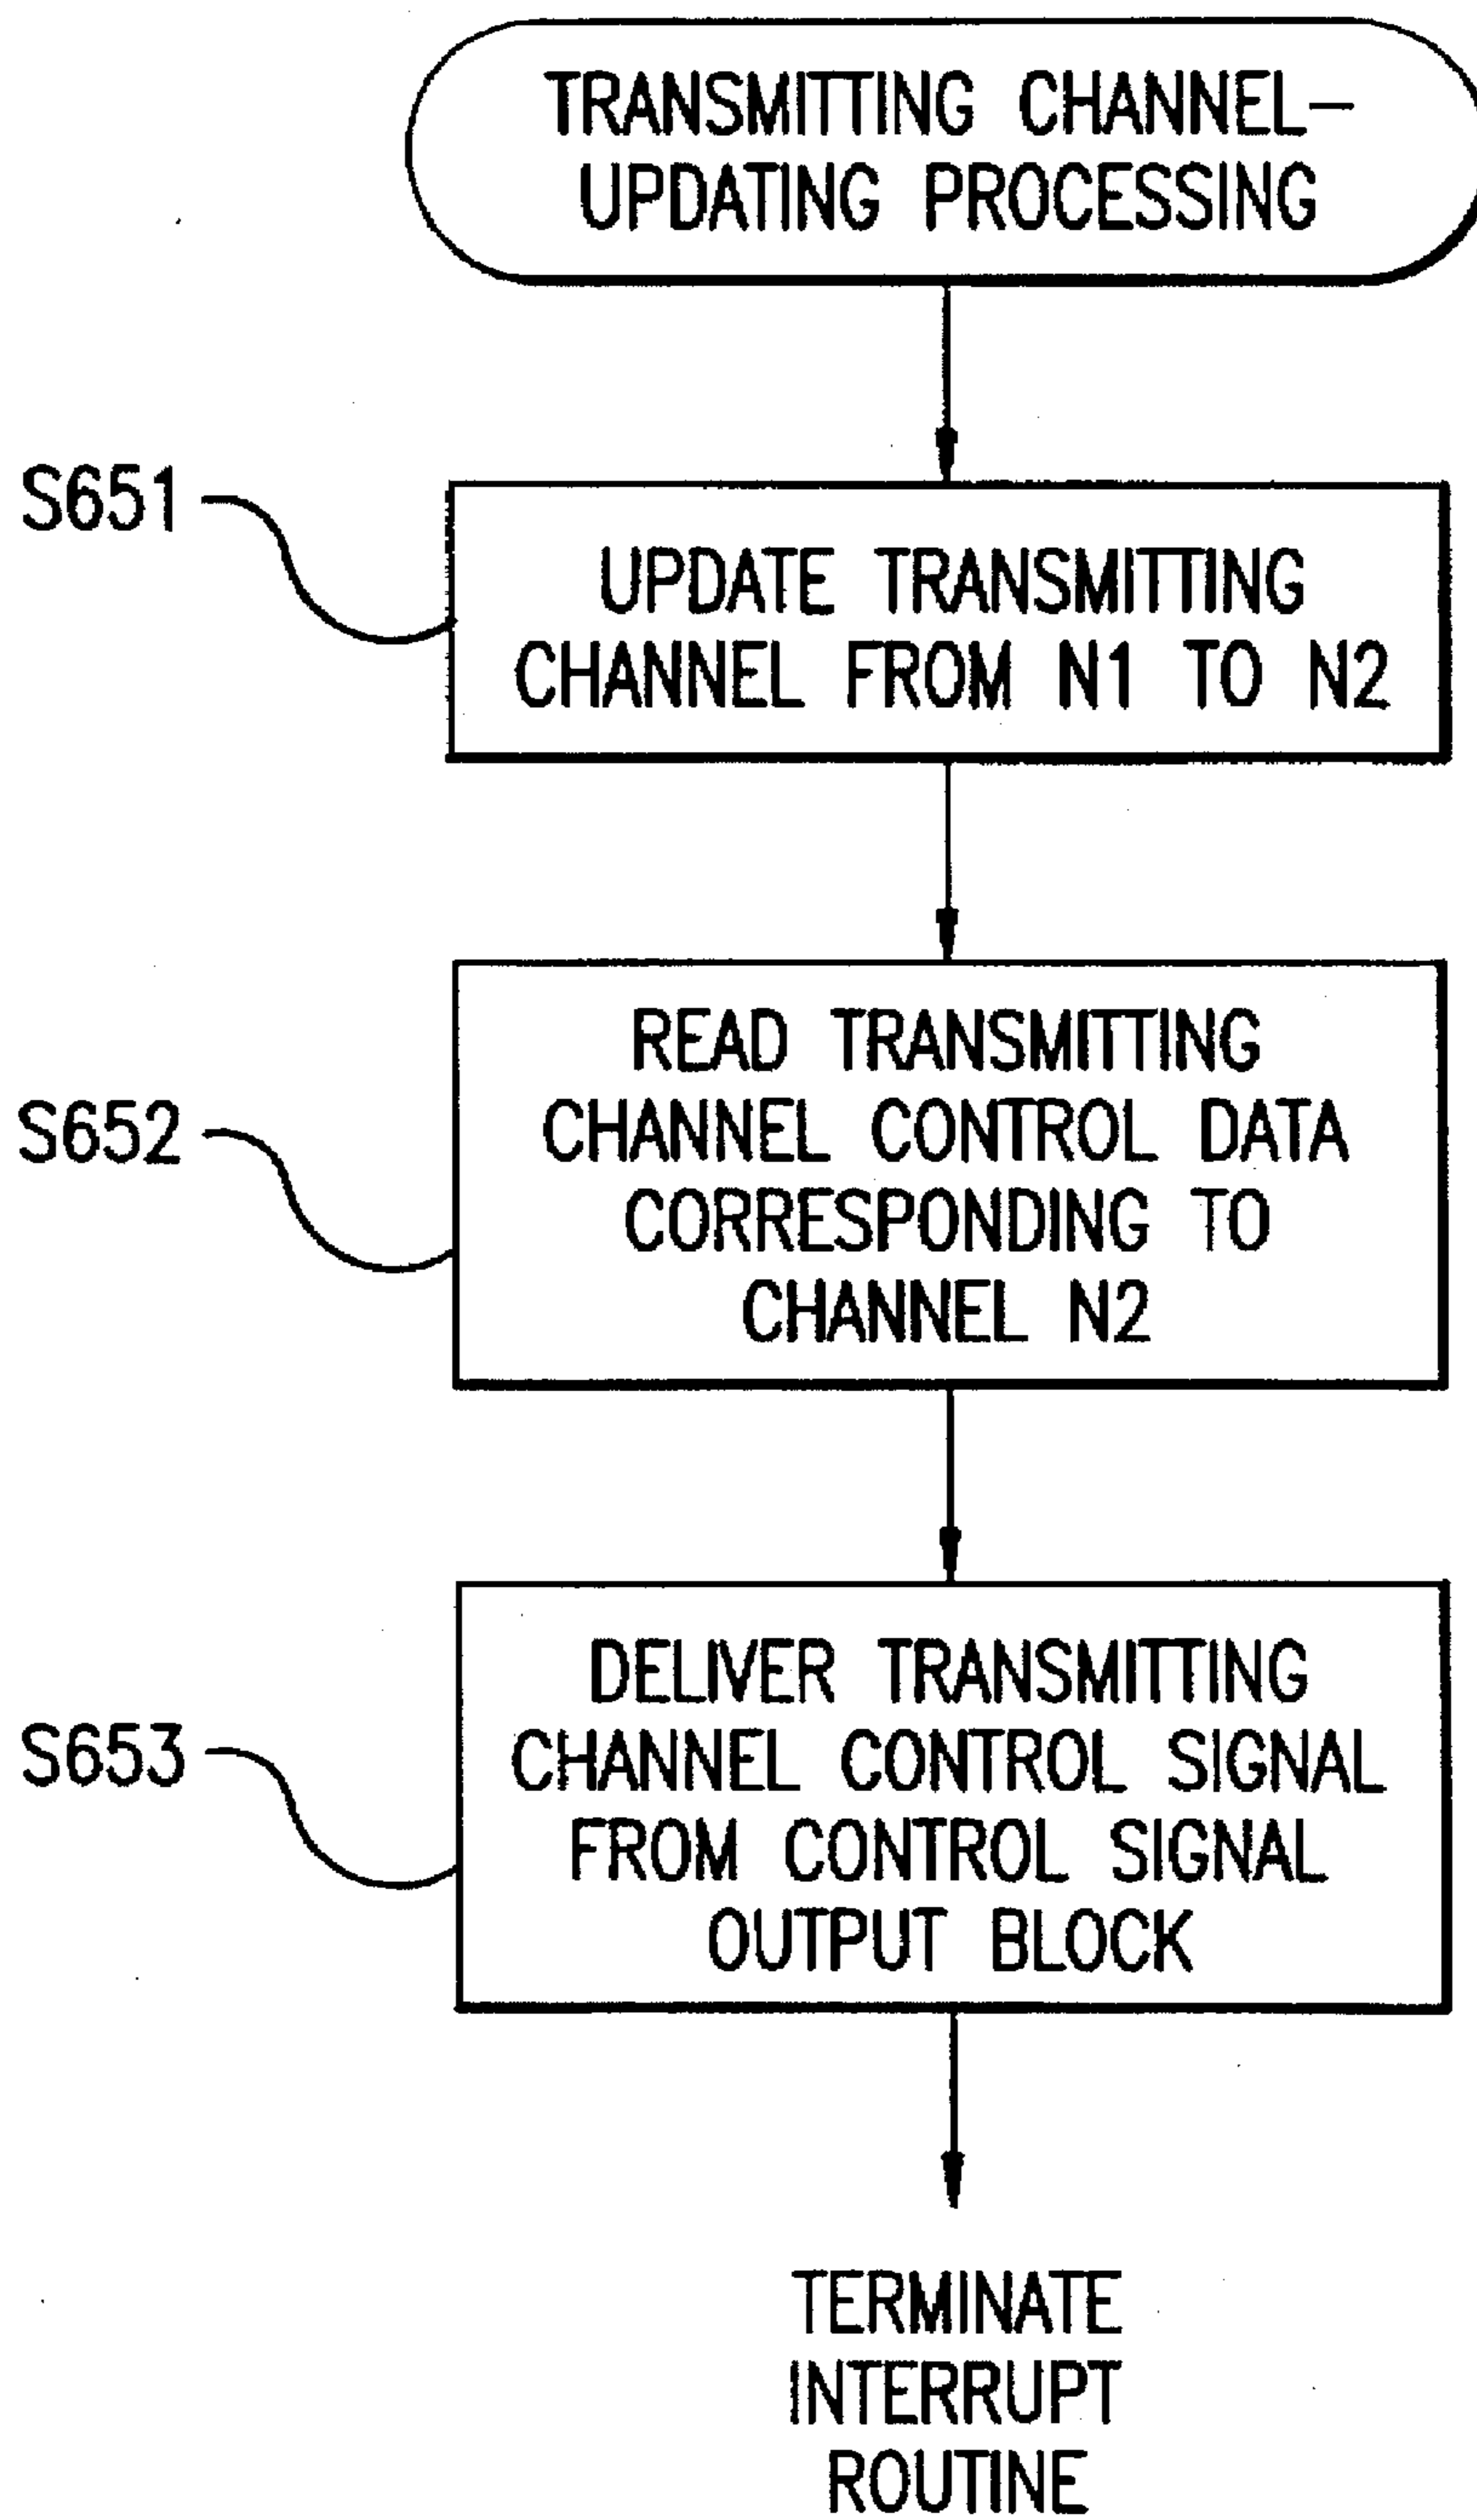 TRANSMITTING CHANNEL-
UPDATING PROCESSING
S651
UPDATE TRANSMITTING
CHANNEL FROM N1 TO N2
S652
READ TRANSMITTING
CHANNEL CONTROL DATA
CORRESPONDING TO
CHANNEL N2
S653
DELIVER TRANSMITTING
CHANNEL CONTROL SIGNAL
FROM CONTROL SIGNAL
OUTPUT BLOCK
TERMINATE
INTERRUPT
ROUTINE